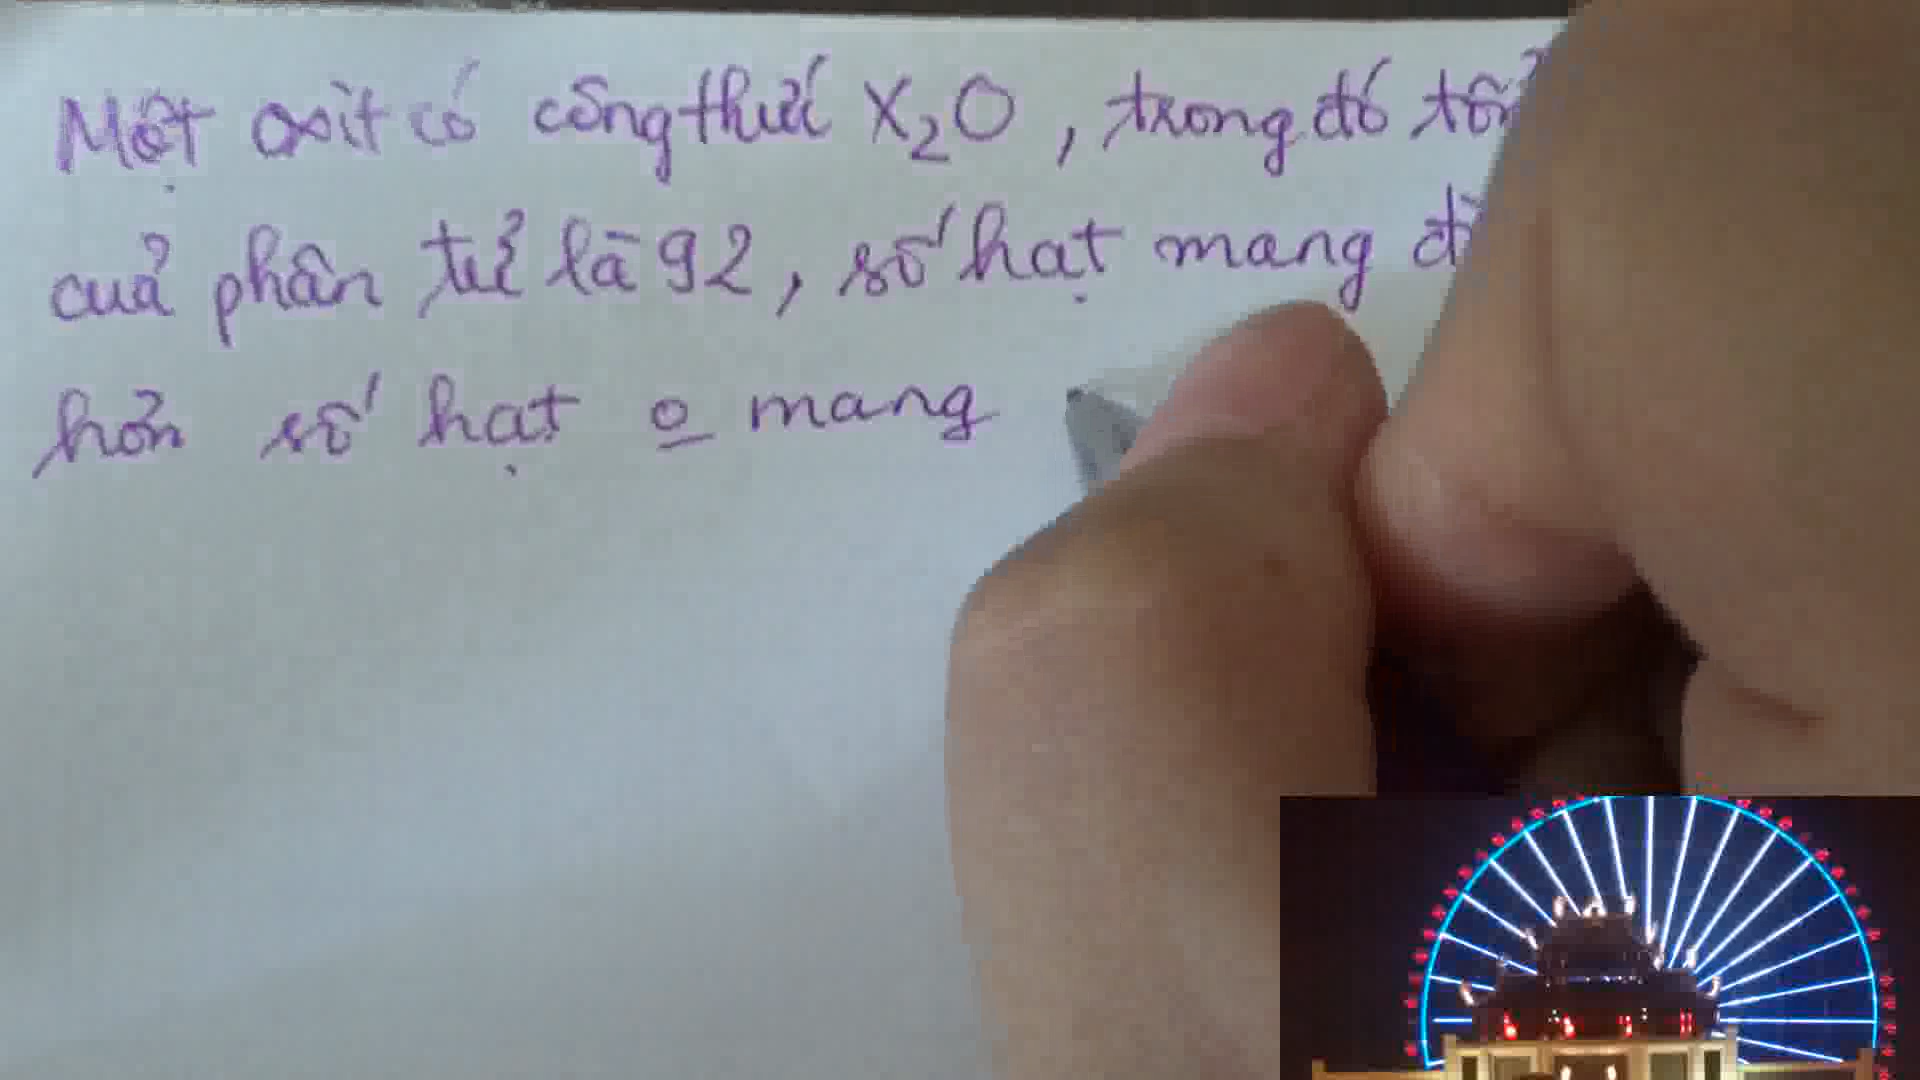 Một oxit có công thức X₂O, trong đó
của phân tử là 92, số hạt mang
hơn số hạt o mang